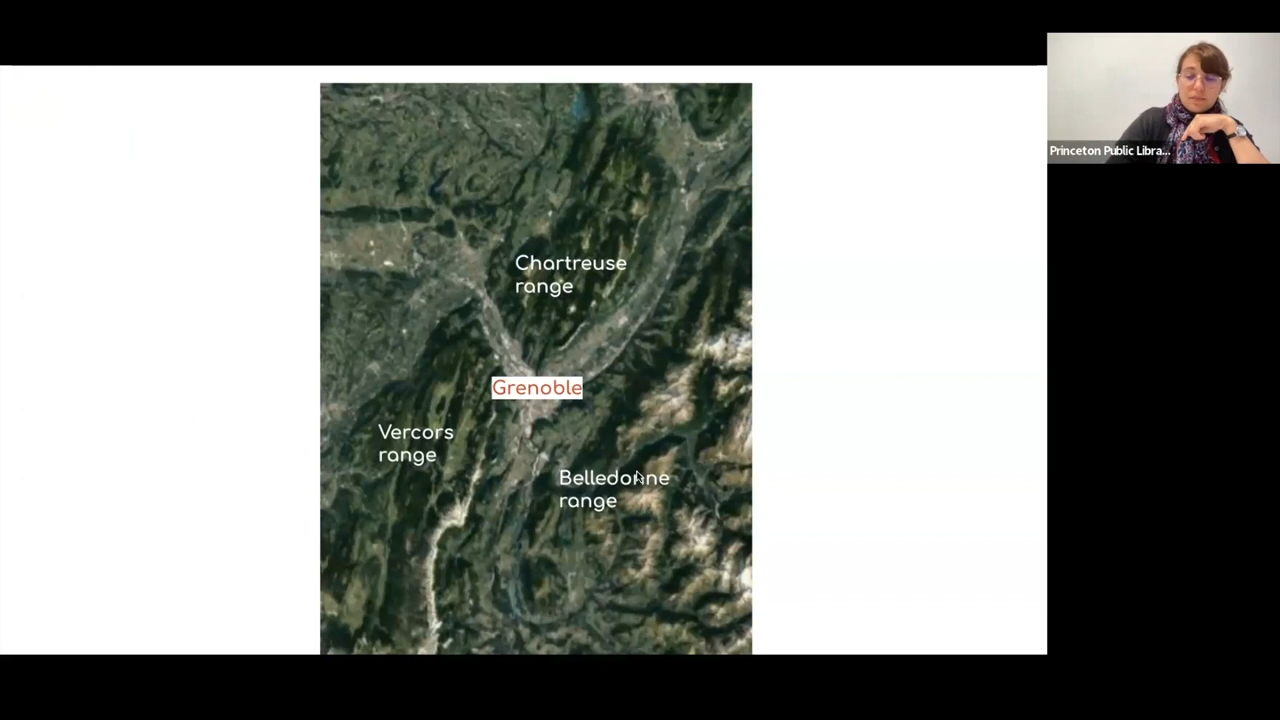 Princeton Public Libra...
Chartreuse
range
Grenoble
Vercors
range
Belledonne
range